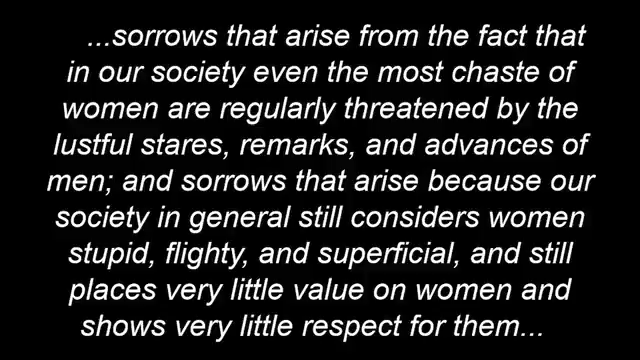 ...sorrows that arise from the fact that
in our society even the most chaste of
women are regularly threatened by the
lustful stares, remarks, and advances of
men; and sorrows that arise because our
society in general still considers women
stupid, flighty, and superficial, and still
places very little value on women and
shows very little respect for them...